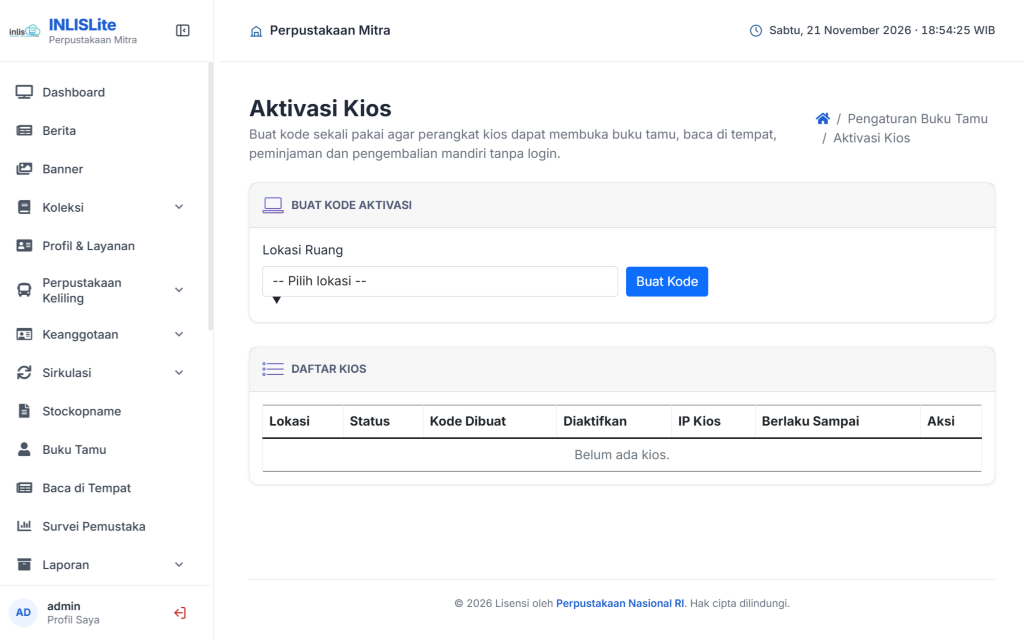 inlis
INLISLite
Perpustakaan Mitra
Perpustakaan Mitra
Sabtu, 21 November 2026 · 18:54:25 WIB
Dashboard
Berita
Banner
Koleksi
Profil & Layanan
Perpustakaan
Keliling
Keanggotaan
Sirkulasi
Stockopname
Buku Tamu
Baca di Tempat
Survei Pemustaka
Laporan
AD
admin
Profil Saya
Aktivasi Kios
Buat kode sekali pakai agar perangkat kios dapat membuka buku tamu, baca di tempat,
peminjaman dan pengembalian mandiri tanpa login.
/ Pengaturan Buku Tamu
/ Aktivasi Kios
BUAT KODE AKTIVASI
Lokasi Ruang
-- Pilih lokasi --
Buat Kode
DAFTAR KIOS
Lokasi Status Kode Dibuat Diaktifkan IP Kios Berlaku Sampai Aksi
Belum ada kios.
© 2026 Lisensi oleh Perpustakaan Nasional RI. Hak cipta dilindungi.